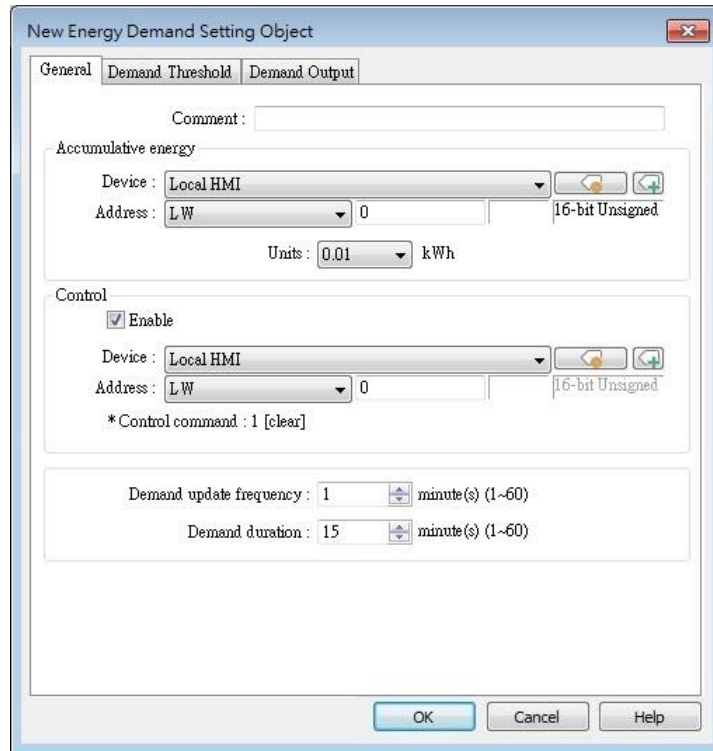 New Energy Demand Setting Object
General Demand Threshold Demand Output
Comment :
Accumulative energy
Device : Local HMI
Address : LW 0 16-bit Unsigned
Units : 0.01 kWh
Control
Enable
Device : Local HMI
Address : LW 0 16-bit Unsigned
* Control command : 1 [clear]
Demand update frequency : 1 minute(s) (1~60)
Demand duration : 15 minute(s) (1~60)
OK Cancel Help